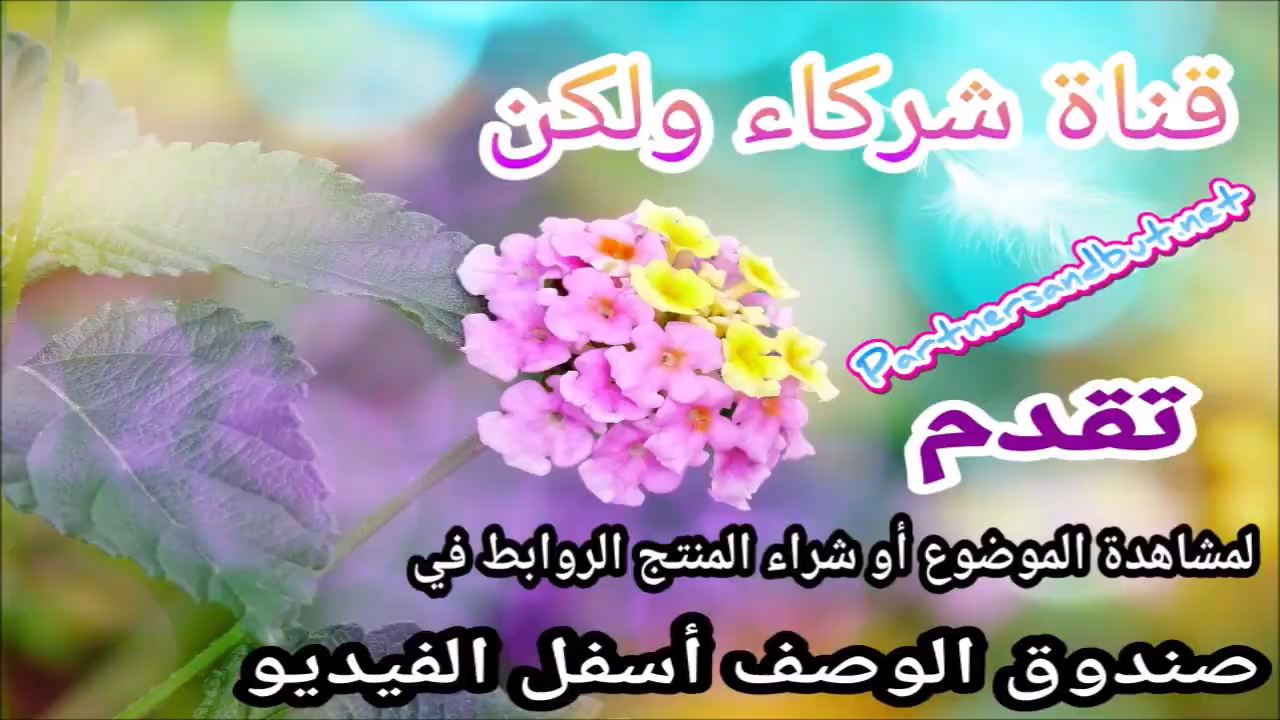 قناة شركاء ولكن
Partnersandbut.net
تقدم
لمشاهدة الموضوع أو شراء المنتج الروابط في
صندوق الوصف أسفل الفيديو